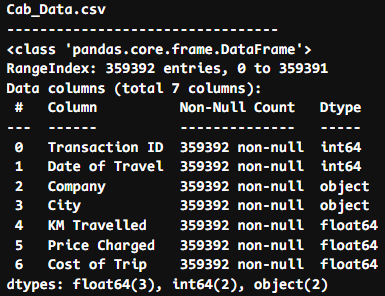 Cab_Data.csv
--------------------------------
<class 'pandas.core.frame.DataFrame'>
RangeIndex: 359392 entries, 0 to 359391
Data columns (total 7 columns):
 #   Column          Non-Null Count   Dtype
---  ------          --------------   -----
 0   Transaction ID  359392 non-null  int64
 1   Date of Travel  359392 non-null  int64
 2   Company         359392 non-null  object
 3   City            359392 non-null  object
 4   KM Travelled    359392 non-null  float64
 5   Price Charged   359392 non-null  float64
 6   Cost of Trip    359392 non-null  float64
dtypes: float64(3), int64(2), object(2)